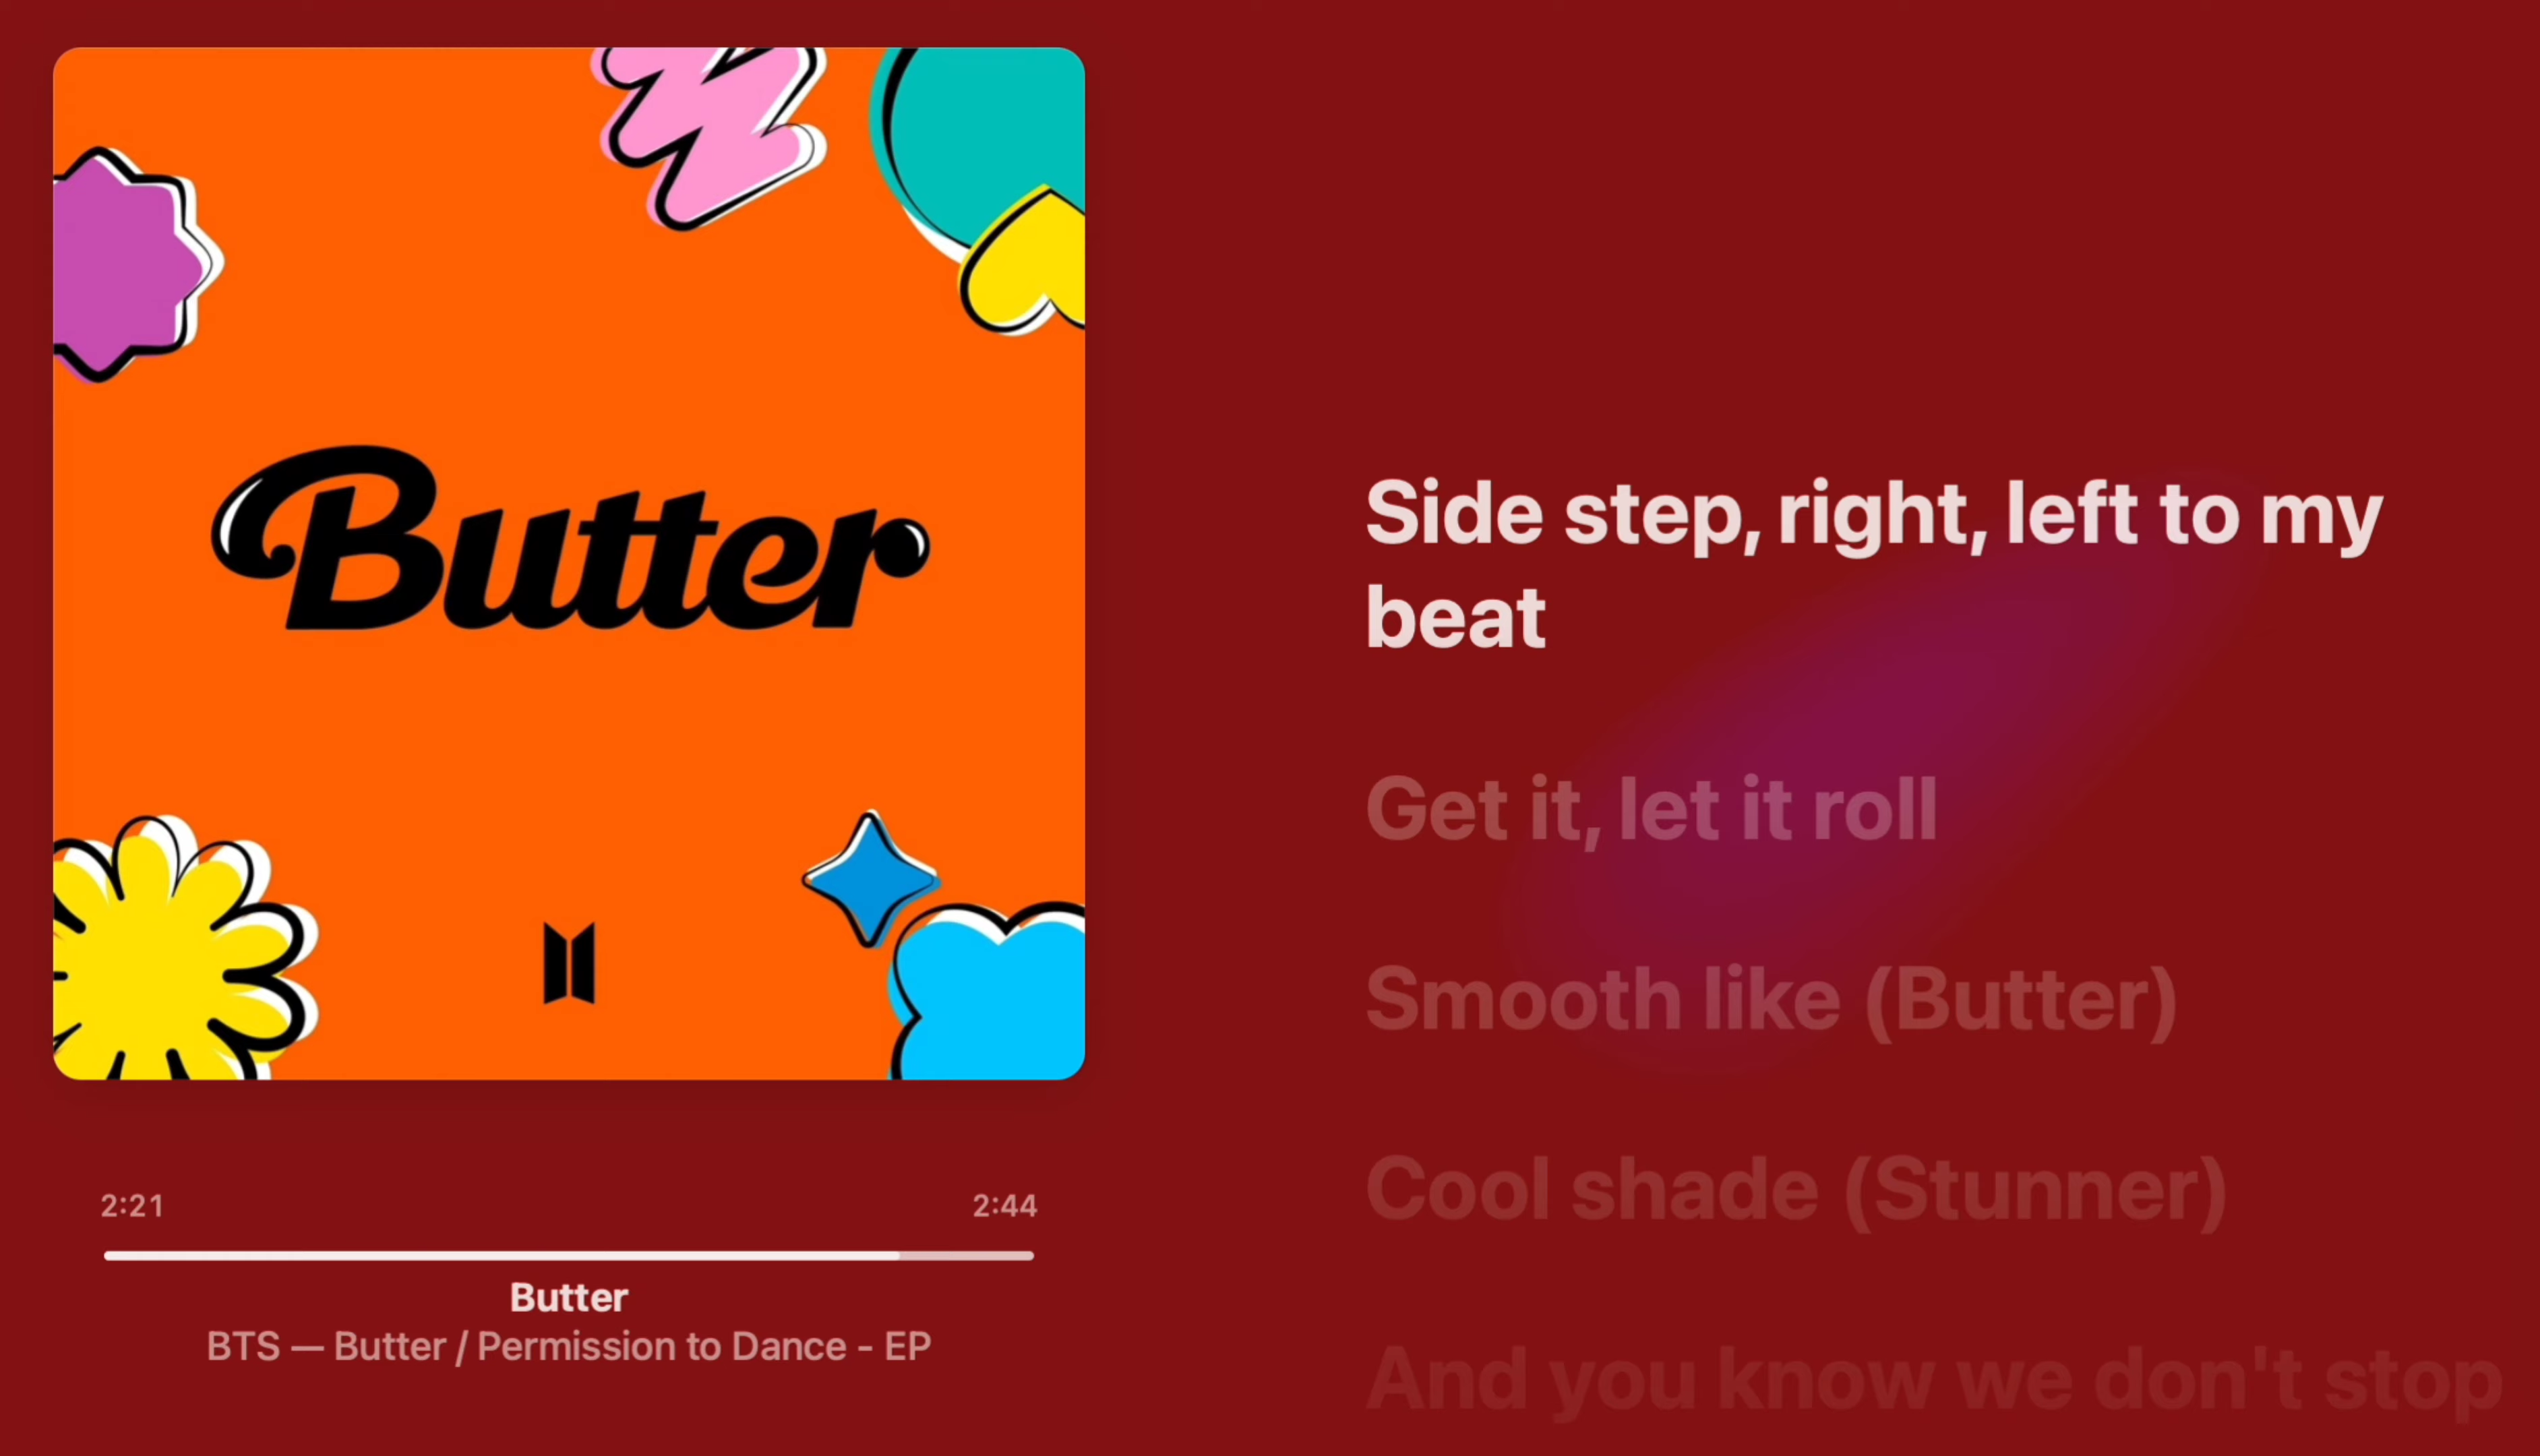 Butter
2:21
2:44
Butter
BTS — Butter / Permission to Dance - EP
Side step, right, left to my
beat
Get it, let it roll
Smooth like (Butter)
Cool shade (Stunner)
And you know we don't stop